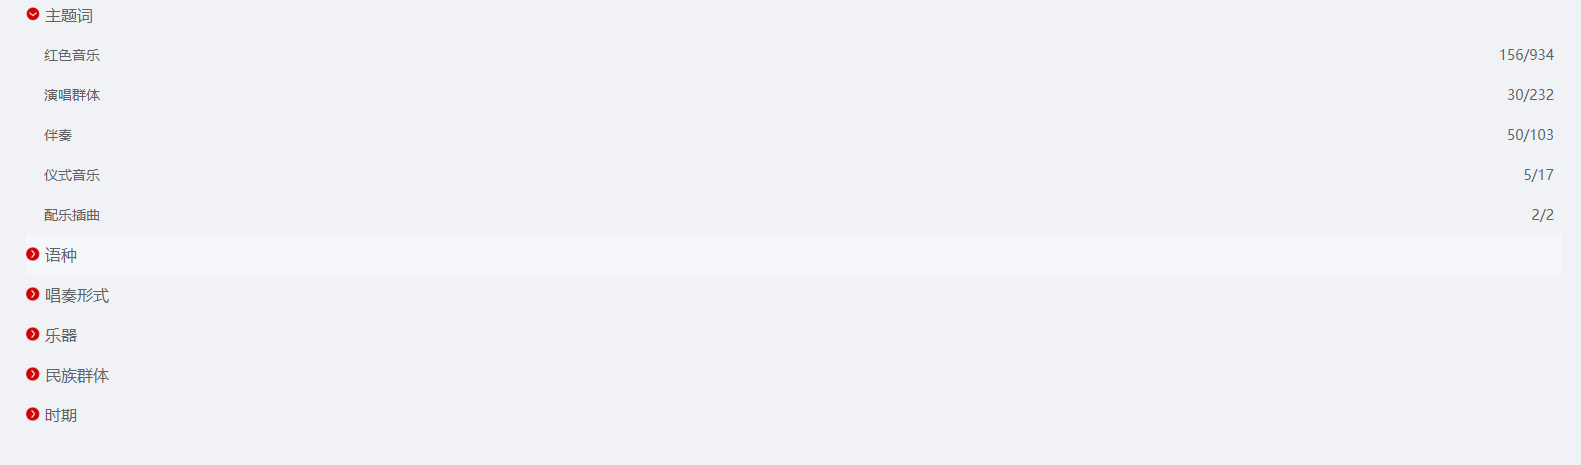 主题词
红色音乐 156/934
演唱群体 30/232
伴奏 50/103
仪式音乐 5/17
配乐插曲 2/2
语种
唱奏形式
乐器
民族群体
时期